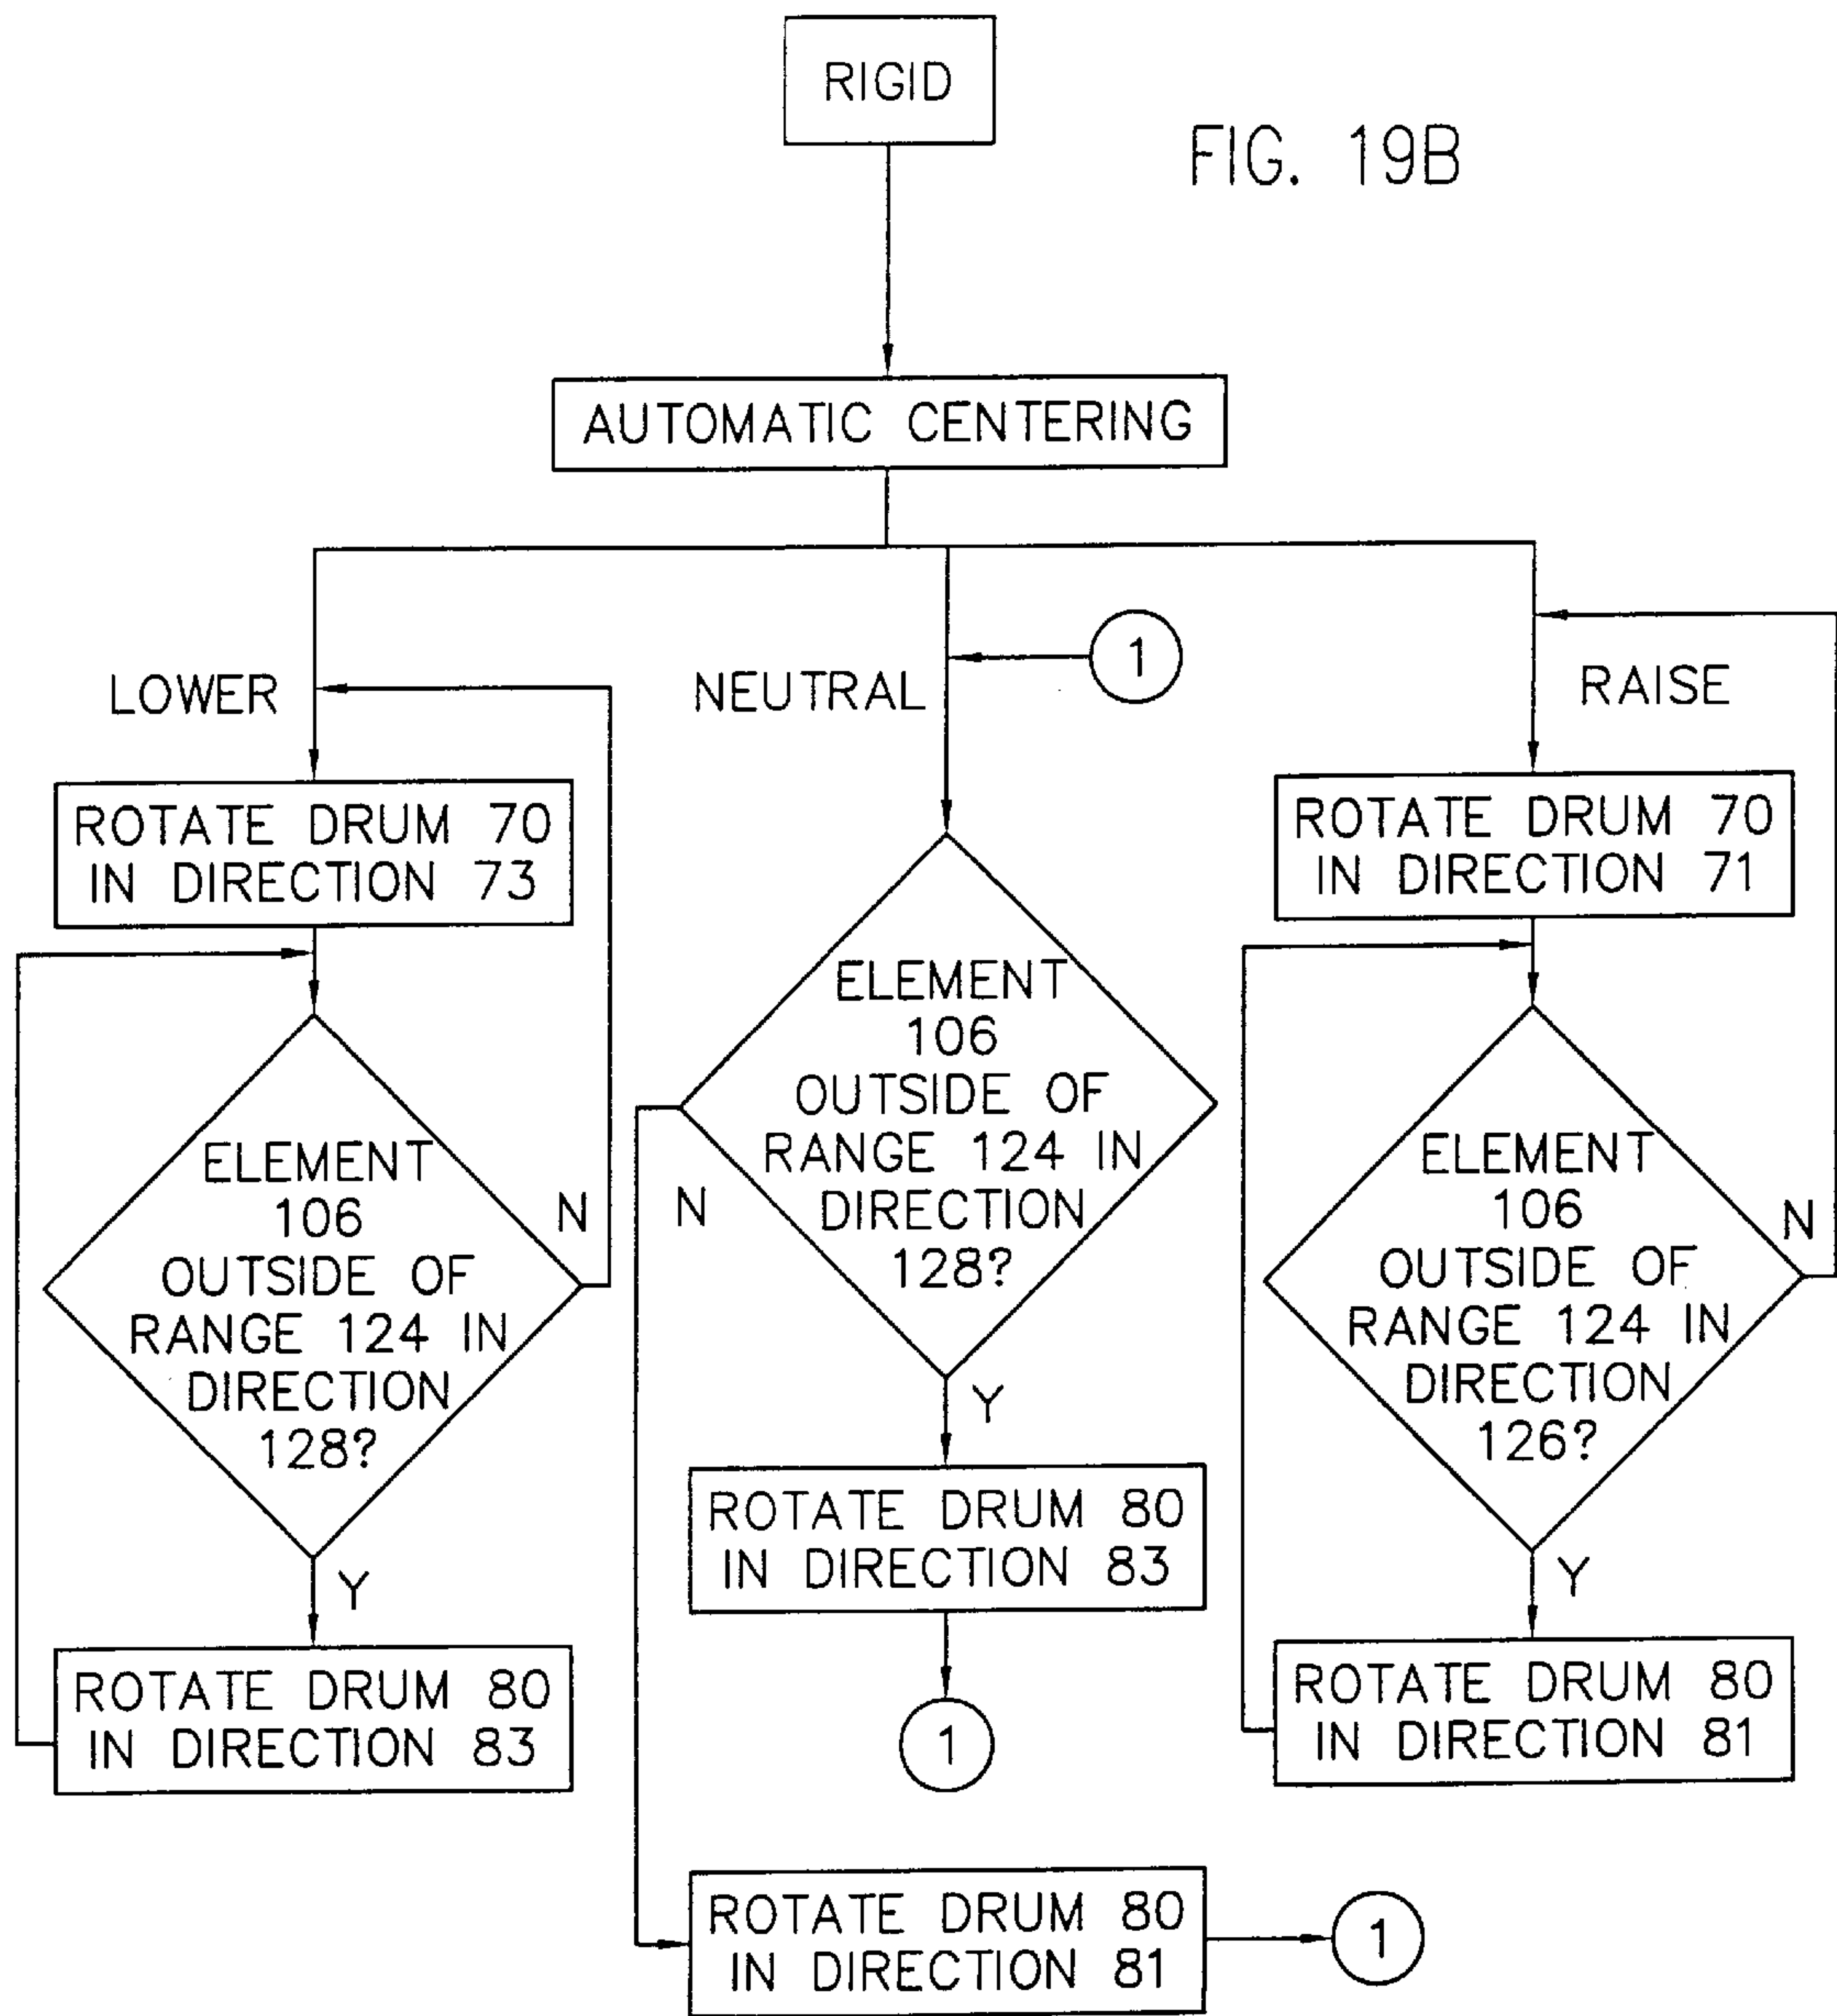 RIGID
FIG. 19B
AUTOMATIC CENTERING
LOWER
ROTATE DRUM 70
IN DIRECTION 73
ELEMENT
106
OUTSIDE OF
RANGE 124 IN
DIRECTION
128?
N
Y
ROTATE DRUM 80
IN DIRECTION 83
NEUTRAL
1
ELEMENT
106
OUTSIDE OF
RANGE 124 IN
DIRECTION
128?
N
Y
ROTATE DRUM 80
IN DIRECTION 83
1
ROTATE DRUM 80
IN DIRECTION 81
1
RAISE
ROTATE DRUM 70
IN DIRECTION 71
ELEMENT
106
OUTSIDE OF
RANGE 124 IN
DIRECTION
126?
N
Y
ROTATE DRUM 80
IN DIRECTION 81